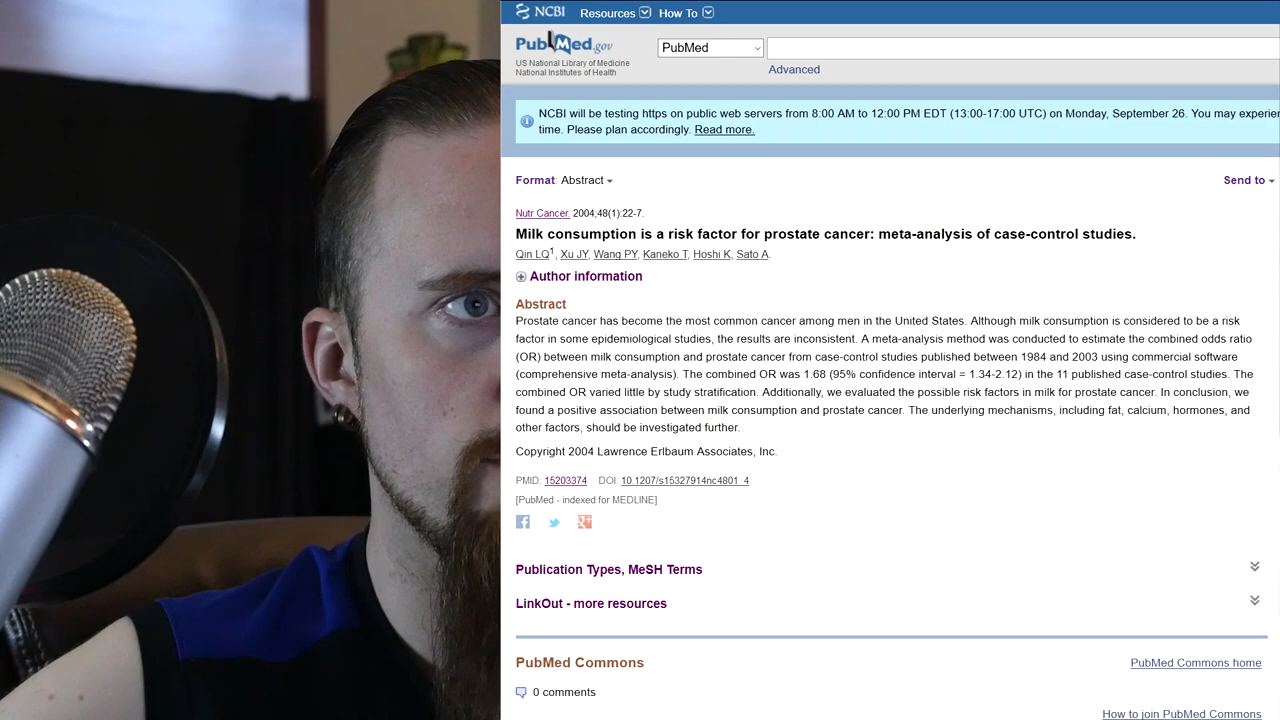 NCBI Resources How To
PubMed.gov
US National Library of Medicine
National Institutes of Health
PubMed
Advanced
NCBI will be testing https on public web servers from 8:00 AM to 12:00 PM EDT (13:00-17:00 UTC) on Monday, September 26. You may experien
time. Please plan accordingly. Read more.
Format: Abstract
Send to
Nutr Cancer. 2004;48(1):22-7.
Milk consumption is a risk factor for prostate cancer: meta-analysis of case-control studies.
Qin LQ1, Xu JY, Wang PY, Kaneko T, Hoshi K, Sato A.
Author information
Abstract
Prostate cancer has become the most common cancer among men in the United States. Although milk consumption is considered to be a risk
factor in some epidemiological studies, the results are inconsistent. A meta-analysis method was conducted to estimate the combined odds ratio
(OR) between milk consumption and prostate cancer from case-control studies published between 1984 and 2003 using commercial software
(comprehensive meta-analysis). The combined OR was 1.68 (95% confidence interval = 1.34-2.12) in the 11 published case-control studies. The
combined OR varied little by study stratification. Additionally, we evaluated the possible risk factors in milk for prostate cancer. In conclusion, we
found a positive association between milk consumption and prostate cancer. The underlying mechanisms, including fat, calcium, hormones, and
other factors, should be investigated further.
Copyright 2004 Lawrence Erlbaum Associates, Inc.
PMID: 15203374 DOI: 10.1207/s15327914nc4801_4
[PubMed - indexed for MEDLINE]
Publication Types, MeSH Terms
LinkOut - more resources
PubMed Commons
PubMed Commons home
0 comments
How to join PubMed Commons